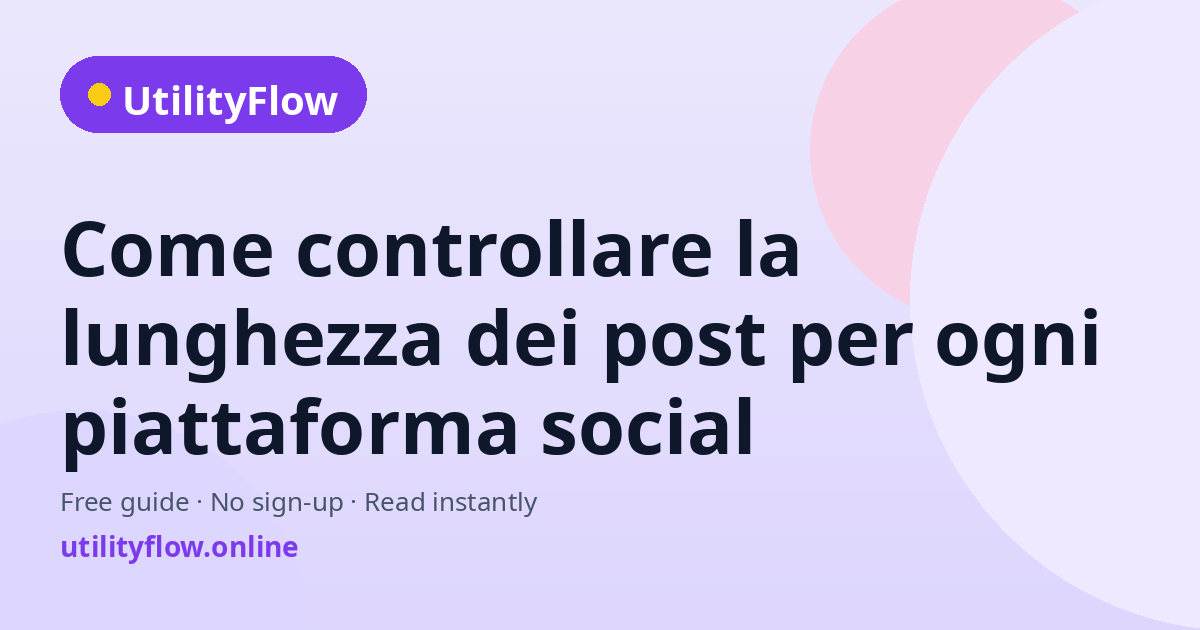 UtilityFlow
Come controllare la
lunghezza dei post per ogni
piattaforma social
Free guide · No sign-up · Read instantly
utilityflow.online